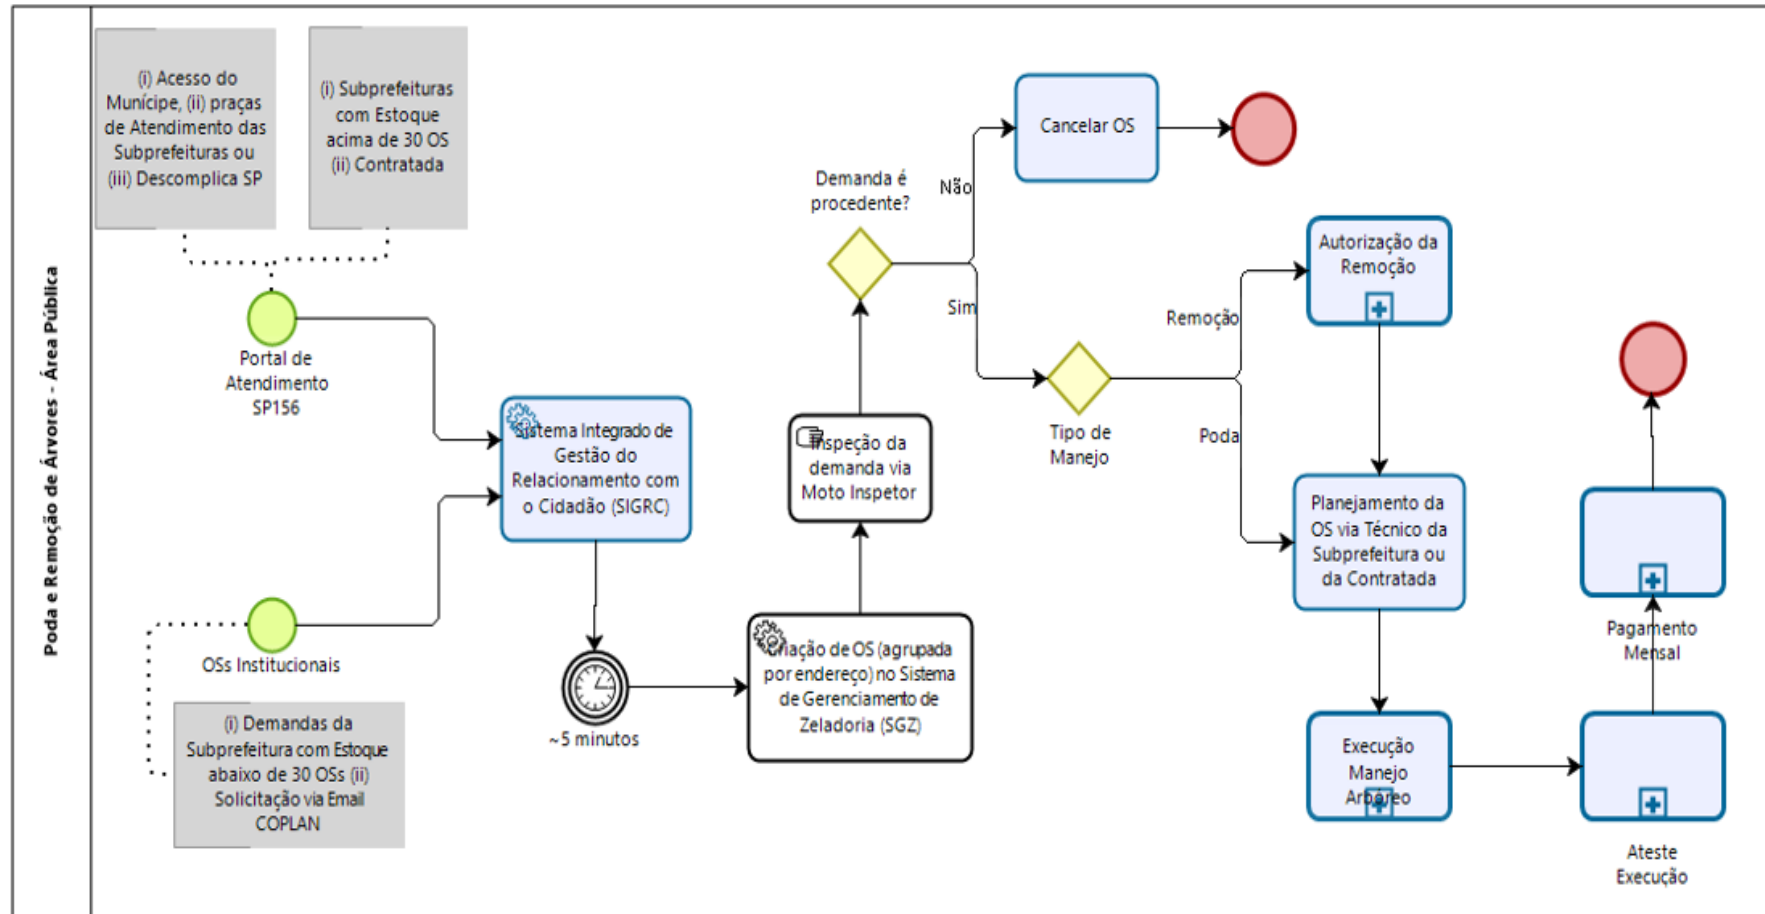 Poda e Remoção de Árvores - Área Pública
(i) Acesso do
Munícipe, (ii) praças
de Atendimento das
Subprefeituras ou
(iii) Descomplica SP
(i) Subprefeituras
com Estoque
acima de 30 OS
(ii) Contratada
Portal de
Atendimento
SP156
OSs Institucionais
(i) Demandas da
Subprefeitura com Estoque
abaixo de 30 OSs (ii)
Solicitação via Email
COPLAN
Sistema Integrado de
Gestão do
Relacionamento com
o Cidadão (SIGRC)
~5 minutos
Criação de OS (agrupada
por endereço) no Sistema
de Gerenciamento de
Zeladoria (SGZ)
Inspeção da
demanda via
Moto Inspetor
Demanda é
procedente?
Não
Sim
Cancelar OS
Tipo de
Manejo
Remoção
Poda
Autorização da
Remoção
Planejamento da
OS via Técnico da
Subprefeitura ou
da Contratada
Execução
Manejo
Arbóreo
Ateste
Execução
Pagamento
Mensal